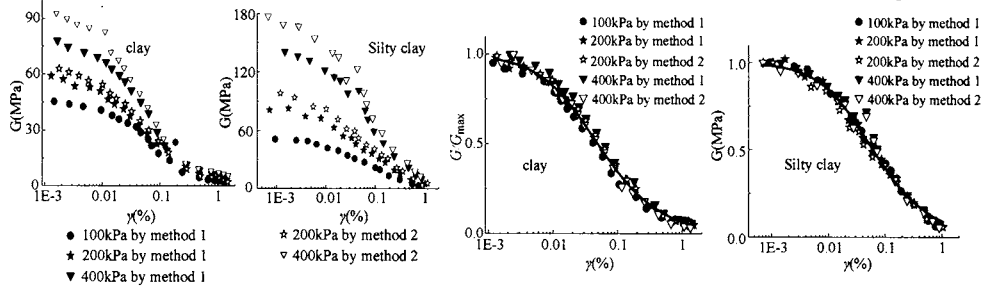 90
60
30
0
G(MPa)
clay
1E-3 0.01 0.1 1
γ(%)
180
120
60
0
G(MPa)
Silty clay
1E-3 0.01 0.1 1
γ(%)
● 100kPa by method 1
★ 200kPa by method 1
▼ 400kPa by method 1
☆ 200kPa by method 2
▽ 400kPa by method 2
● 100kPa by method 1
★ 200kPa by method 1
☆ 200kPa by method 2
▼ 400kPa by method 1
▽ 400kPa by method 2
1.0
0.5
0.0
G/Gmax
clay
1E-3 0.01 0.1 1
γ(%)
● 100kPa by method 1
★ 200kPa by method 1
☆ 200kPa by method 2
▼ 400kPa by method 1
▽ 400kPa by method 2
1.0
0.5
0.0
G(MPa)
Silty clay
1E-3 0.01 0.1 1
γ(%)